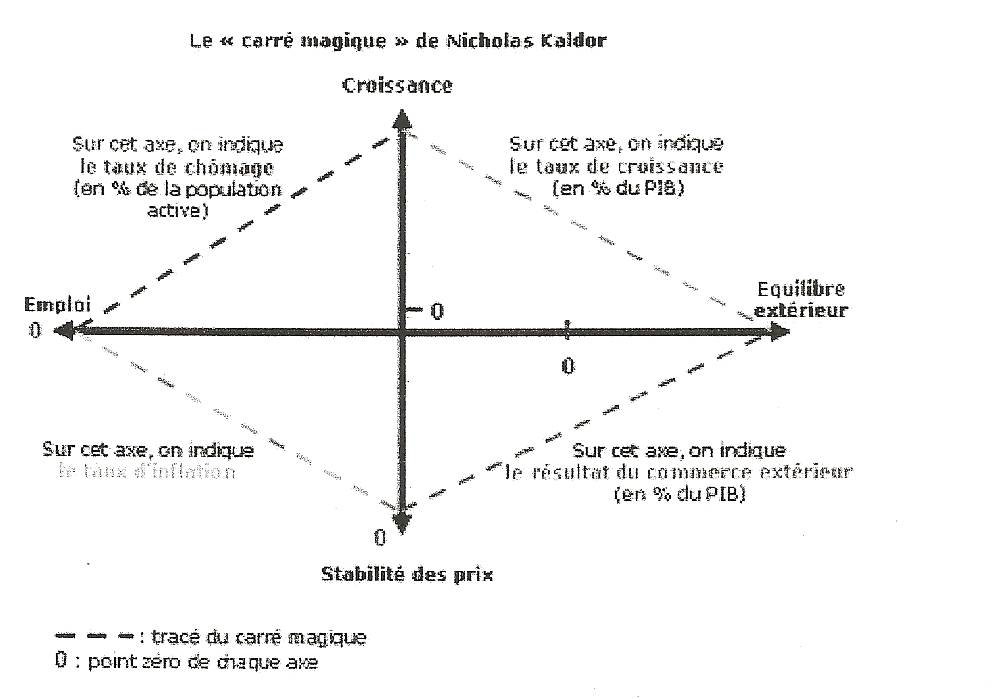 Le « carré magique » de Nicholas Kaldor
Croissance
Sur cet axe, on indique
le taux de chômage
(en % de la population
active)
Sur cet axe, on indique
le taux de croissance
(en % du PIB)
Emploi
0
0
Equilibre
extérieur
0
Sur cet axe, on indique
le taux d'inflation
Sur cet axe, on indique
le résultat du commerce extérieur
(en % du PIB)
0
Stabilité des prix
: tracé du carré magique
0 : point zéro de chaque axe